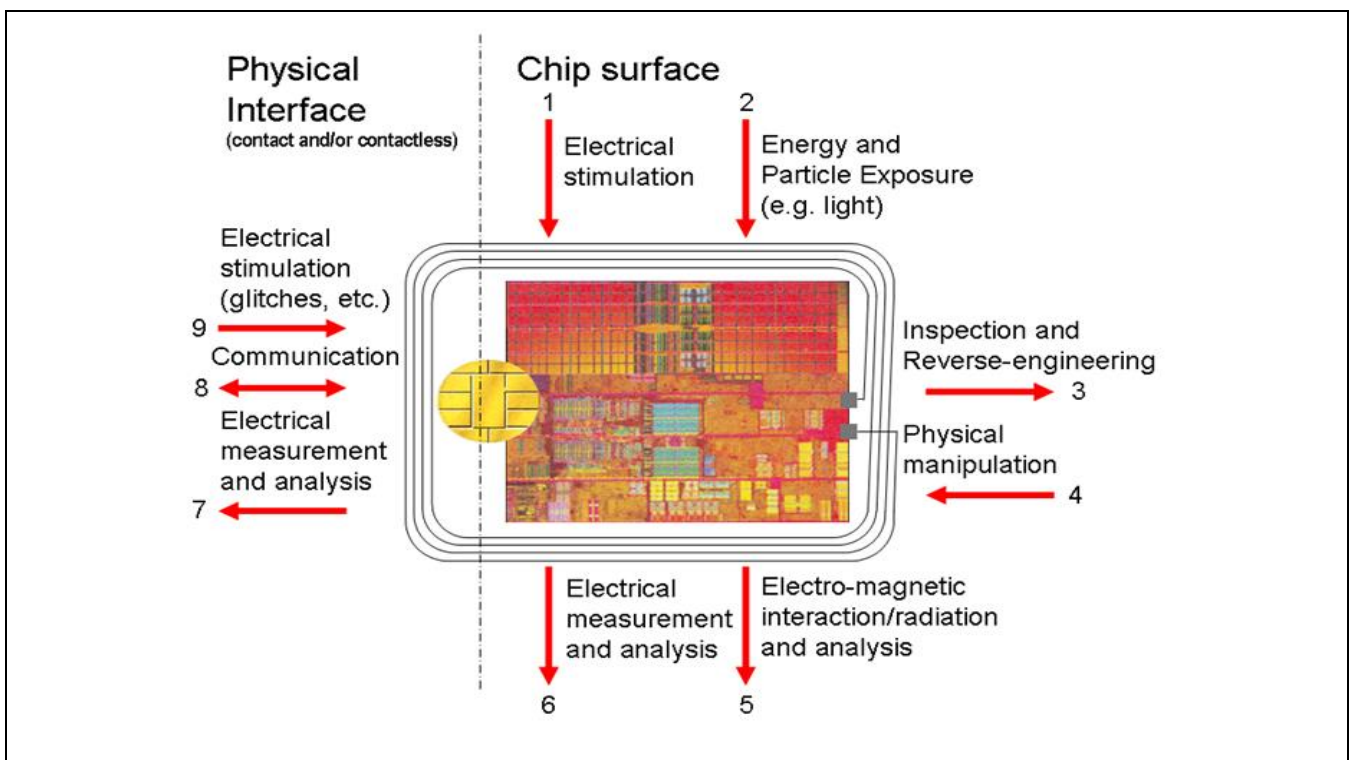 Physical
Interface
(contact and/or contactless)
Chip surface
1
Electrical
stimulation
2
Energy and
Particle Exposure
(e.g. light)
Electrical
stimulation
(glitches, etc.)
9
Communication
8
Electrical
measurement
and analysis
7
Inspection and
Reverse-engineering
3
Physical
manipulation
4
Electrical
measurement
and analysis
6
Electro-magnetic
interaction/radiation
and analysis
5